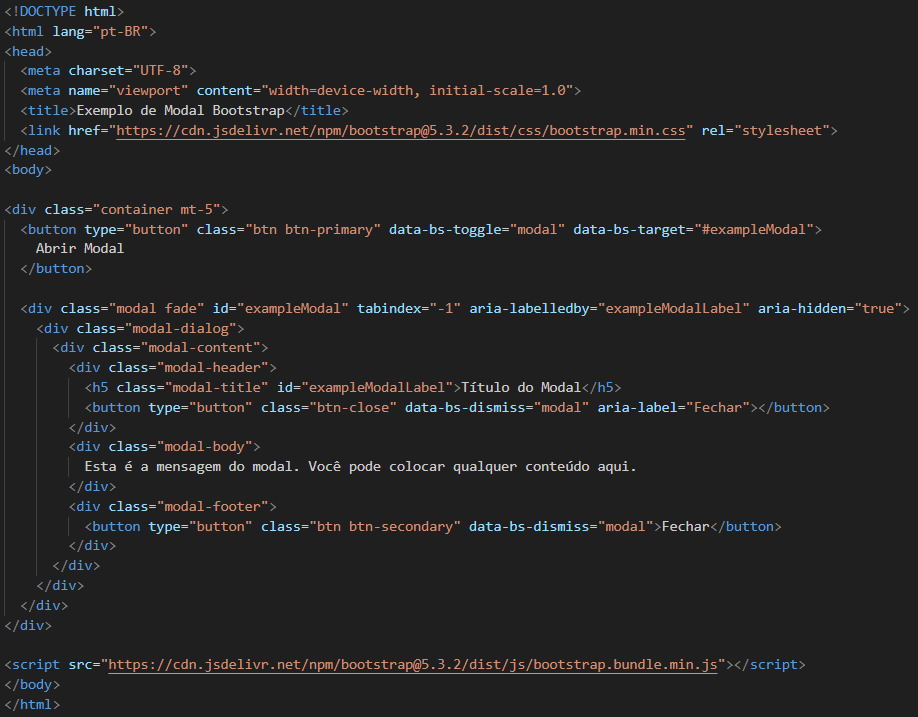 <!DOCTYPE html>
<html lang="pt-BR">
<head>
  <meta charset="UTF-8">
  <meta name="viewport" content="width=device-width, initial-scale=1.0">
  <title>Exemplo de Modal Bootstrap</title>
  <link href="https://cdn.jsdelivr.net/npm/bootstrap@5.3.2/dist/css/bootstrap.min.css" rel="stylesheet">
</head>
<body>

<div class="container mt-5">
  <button type="button" class="btn btn-primary" data-bs-toggle="modal" data-bs-target="#exampleModal">
    Abrir Modal
  </button>

  <div class="modal fade" id="exampleModal" tabindex="-1" aria-labelledby="exampleModalLabel" aria-hidden="true">
    <div class="modal-dialog">
      <div class="modal-content">
        <div class="modal-header">
          <h5 class="modal-title" id="exampleModalLabel">Título do Modal</h5>
          <button type="button" class="btn-close" data-bs-dismiss="modal" aria-label="Fechar"></button>
        </div>
        <div class="modal-body">
          Esta é a mensagem do modal. Você pode colocar qualquer conteúdo aqui.
        </div>
        <div class="modal-footer">
          <button type="button" class="btn btn-secondary" data-bs-dismiss="modal">Fechar</button>
        </div>
      </div>
    </div>
  </div>
</div>

<script src="https://cdn.jsdelivr.net/npm/bootstrap@5.3.2/dist/js/bootstrap.bundle.min.js"></script>
</body>
</html>